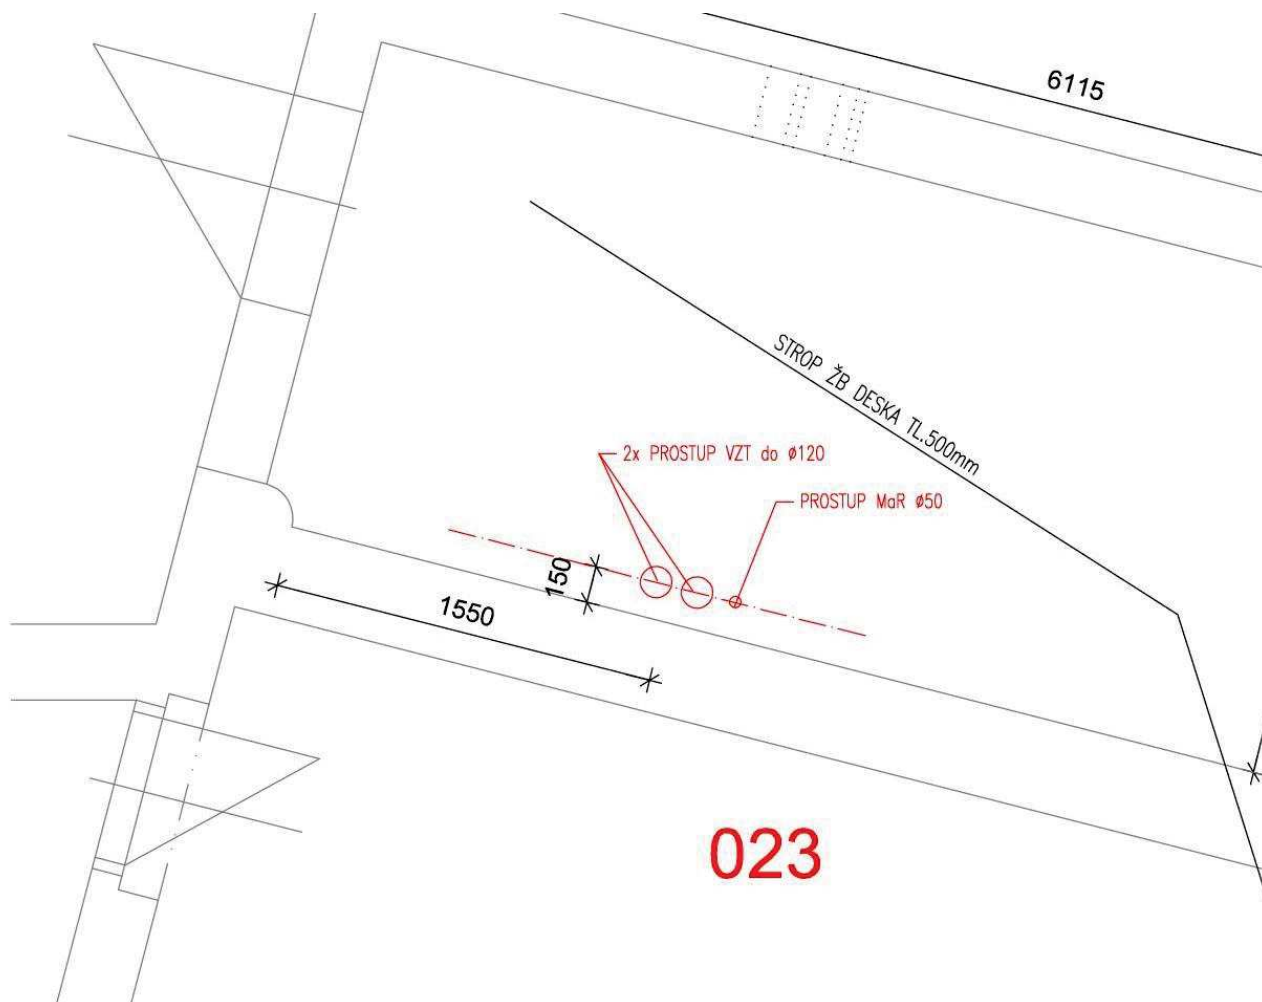 6115
STROP ŽB DESKA TL.500mm
2x PROSTUP VZT do ø120
PROSTUP MaR ø50
150
1550
023